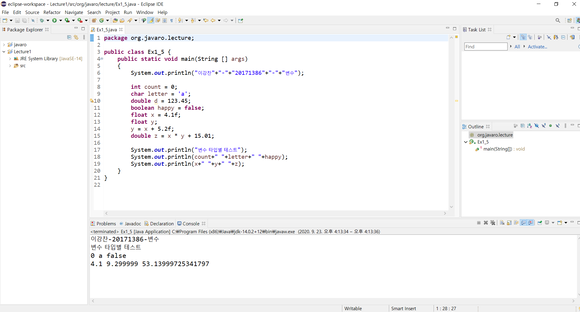 eclipse-workspace - Lecture1/src/org/javaro/lecture/Ex1_5.java - Eclipse IDE
File Edit Source Refactor Navigate Search Project Run Window Help
Package Explorer
javaro
Lecture1
JRE System Library [JavaSE-14]
src
Ex1_5.java
1 package org.javaro.lecture;
2
3 public class Ex1_5 {
4 public static void main(String [] args)
5 {
6 System.out.println("이강찬"+"-"+"20171386"+"-"+"변수");
7
8 int count = 0;
9 char letter = 'a';
10 double d = 123.45;
11 boolean happy = false;
12 float x = 4.1f;
13 float y;
14 y = x + 5.2f;
15 double z = x * y + 15.01;
16
17 System.out.println("변수 타입별 테스트");
18 System.out.println(count+" "+letter+" "+happy);
19 System.out.println(x+" "+y+" "+z);
20 }
21 }
22
Task List
Find
All
Activate...
Outline
org.javaro.lecture
Ex1_5
main(String[]) : void
Problems Javadoc Declaration Console
<terminated> Ex1_5 [Java Application] C:\Program Files\Java\jdk-14.0.2+12\bin\javaw.exe (2020. 9. 23. 오후 4:13:34 – 오후 4:13:36)
이강찬-20171386-변수
변수 타입별 테스트
0 a false
4.1 9.299999 53.13999725341797
Writable
Smart Insert
1 : 28 : 27